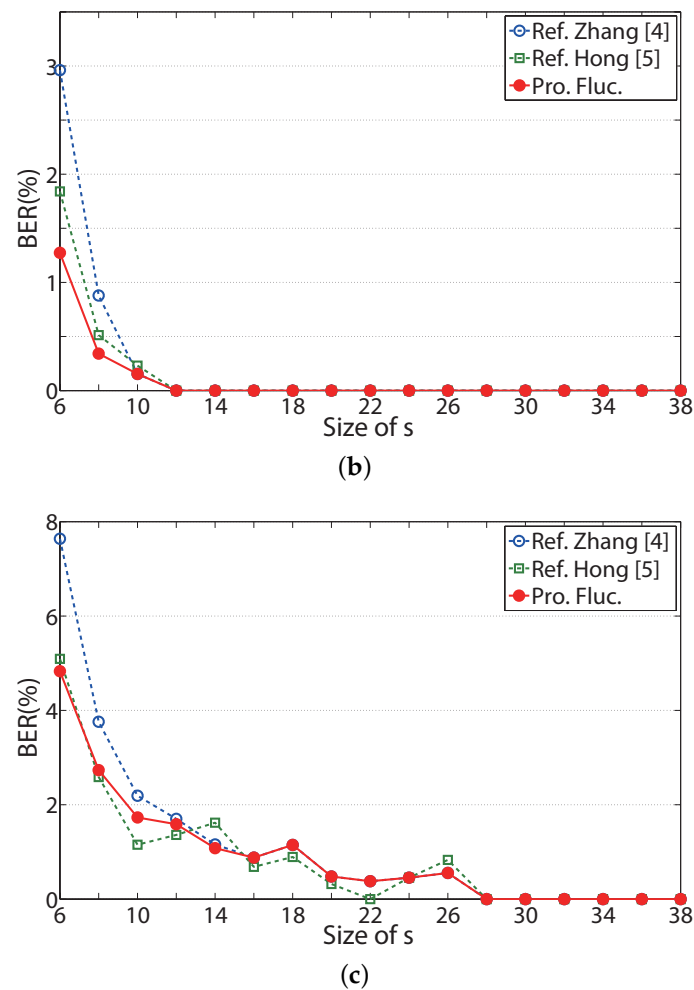 Ref. Zhang [4]
Ref. Hong [5]
Pro. Fluc.
BER(%)
3
2
1
0
6 10 14 18 22 26 30 34 38
Size of s
(b)
Ref. Zhang [4]
Ref. Hong [5]
Pro. Fluc.
BER(%)
8
6
4
2
0
6 10 14 18 22 26 30 34 38
Size of s
(c)